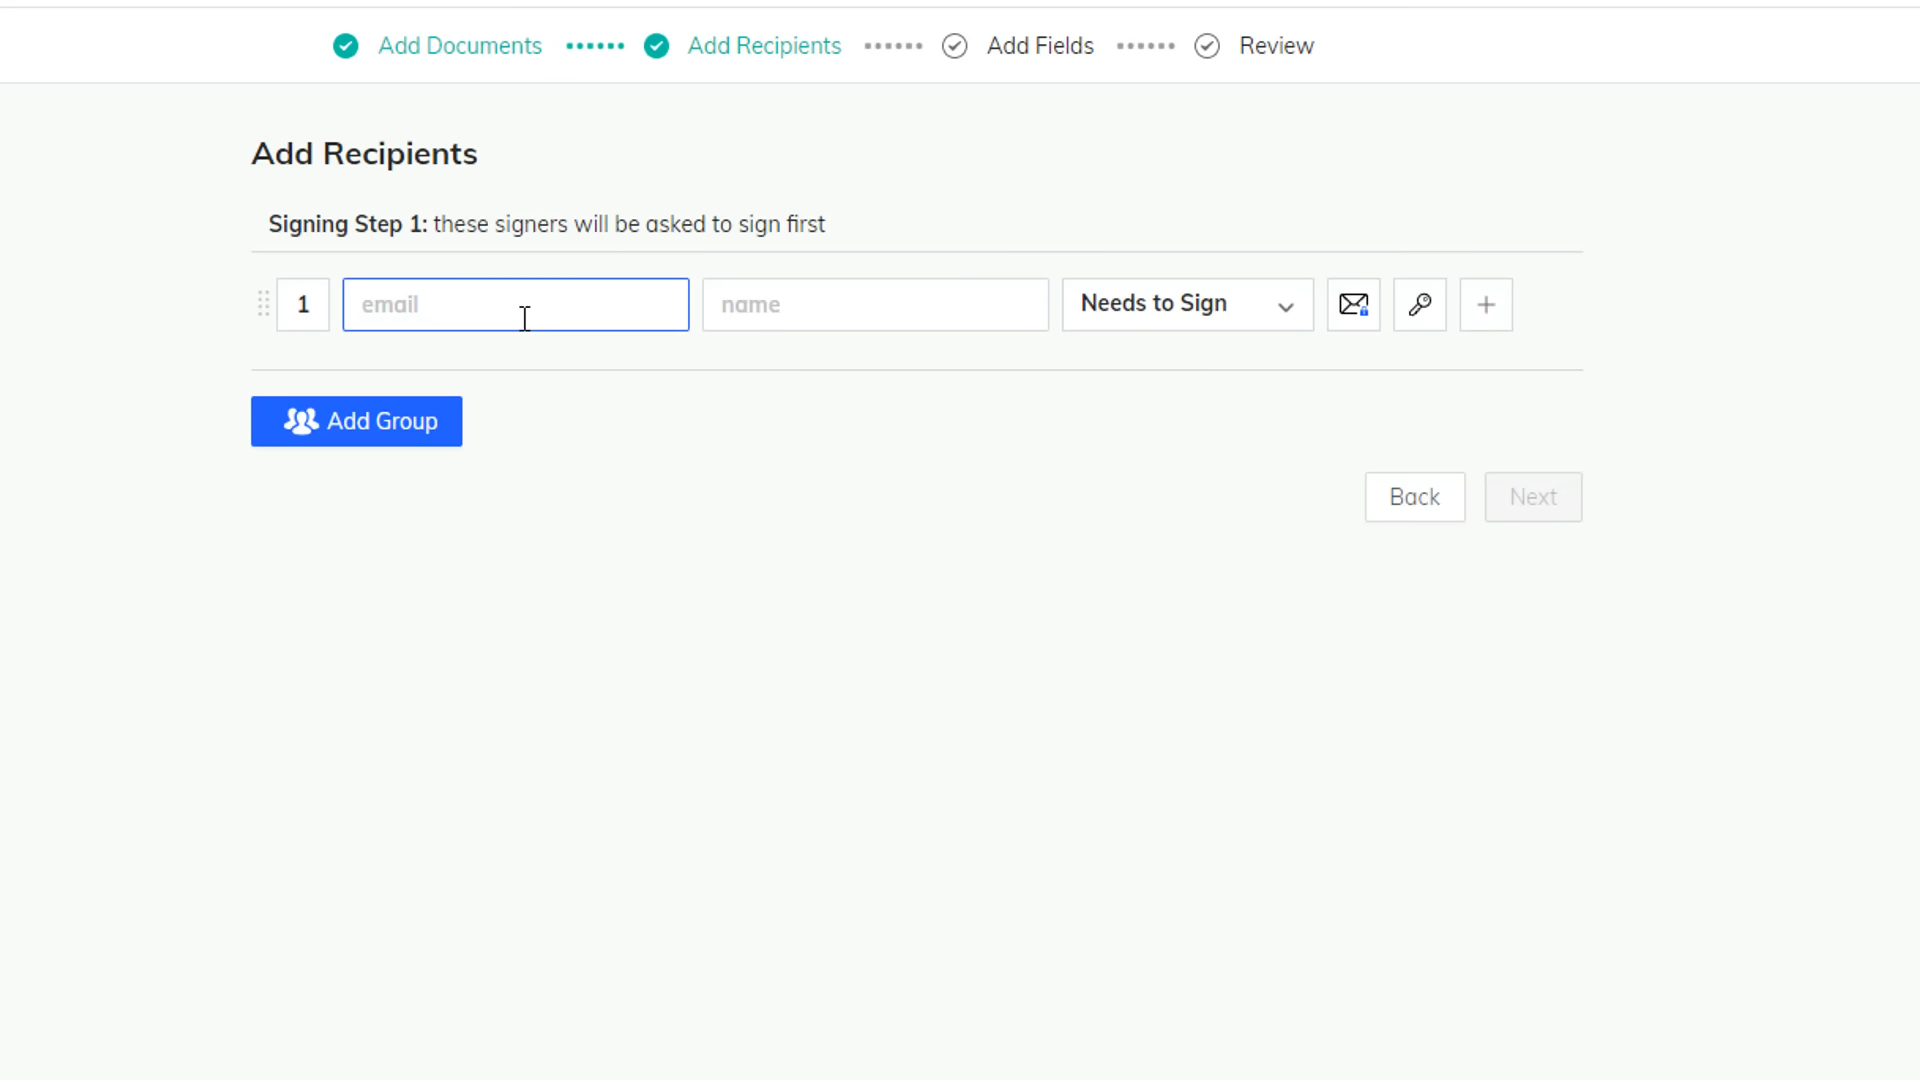 Add Documents Add Recipients Add Fields Review
Add Recipients
Signing Step 1: these signers will be asked to sign first
1 email name Needs to Sign
Add Group
Back Next